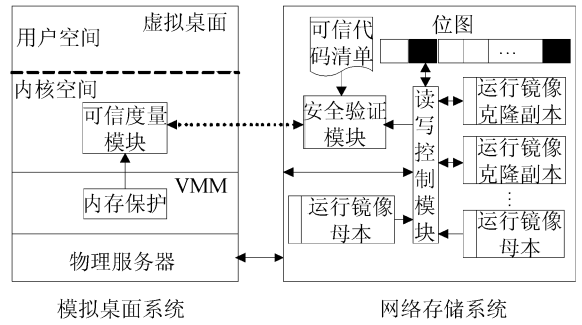 虚拟桌面
用户空间
内核空间
可信度量
模块
VMM
内存保护
物理服务器
模拟桌面系统
可信代
码清单
位图
...
安全验证
模块
读写控制模块
运行镜像
克隆副本
运行镜像
克隆副本
...
运行镜像
母本
运行镜像
母本
网络存储系统